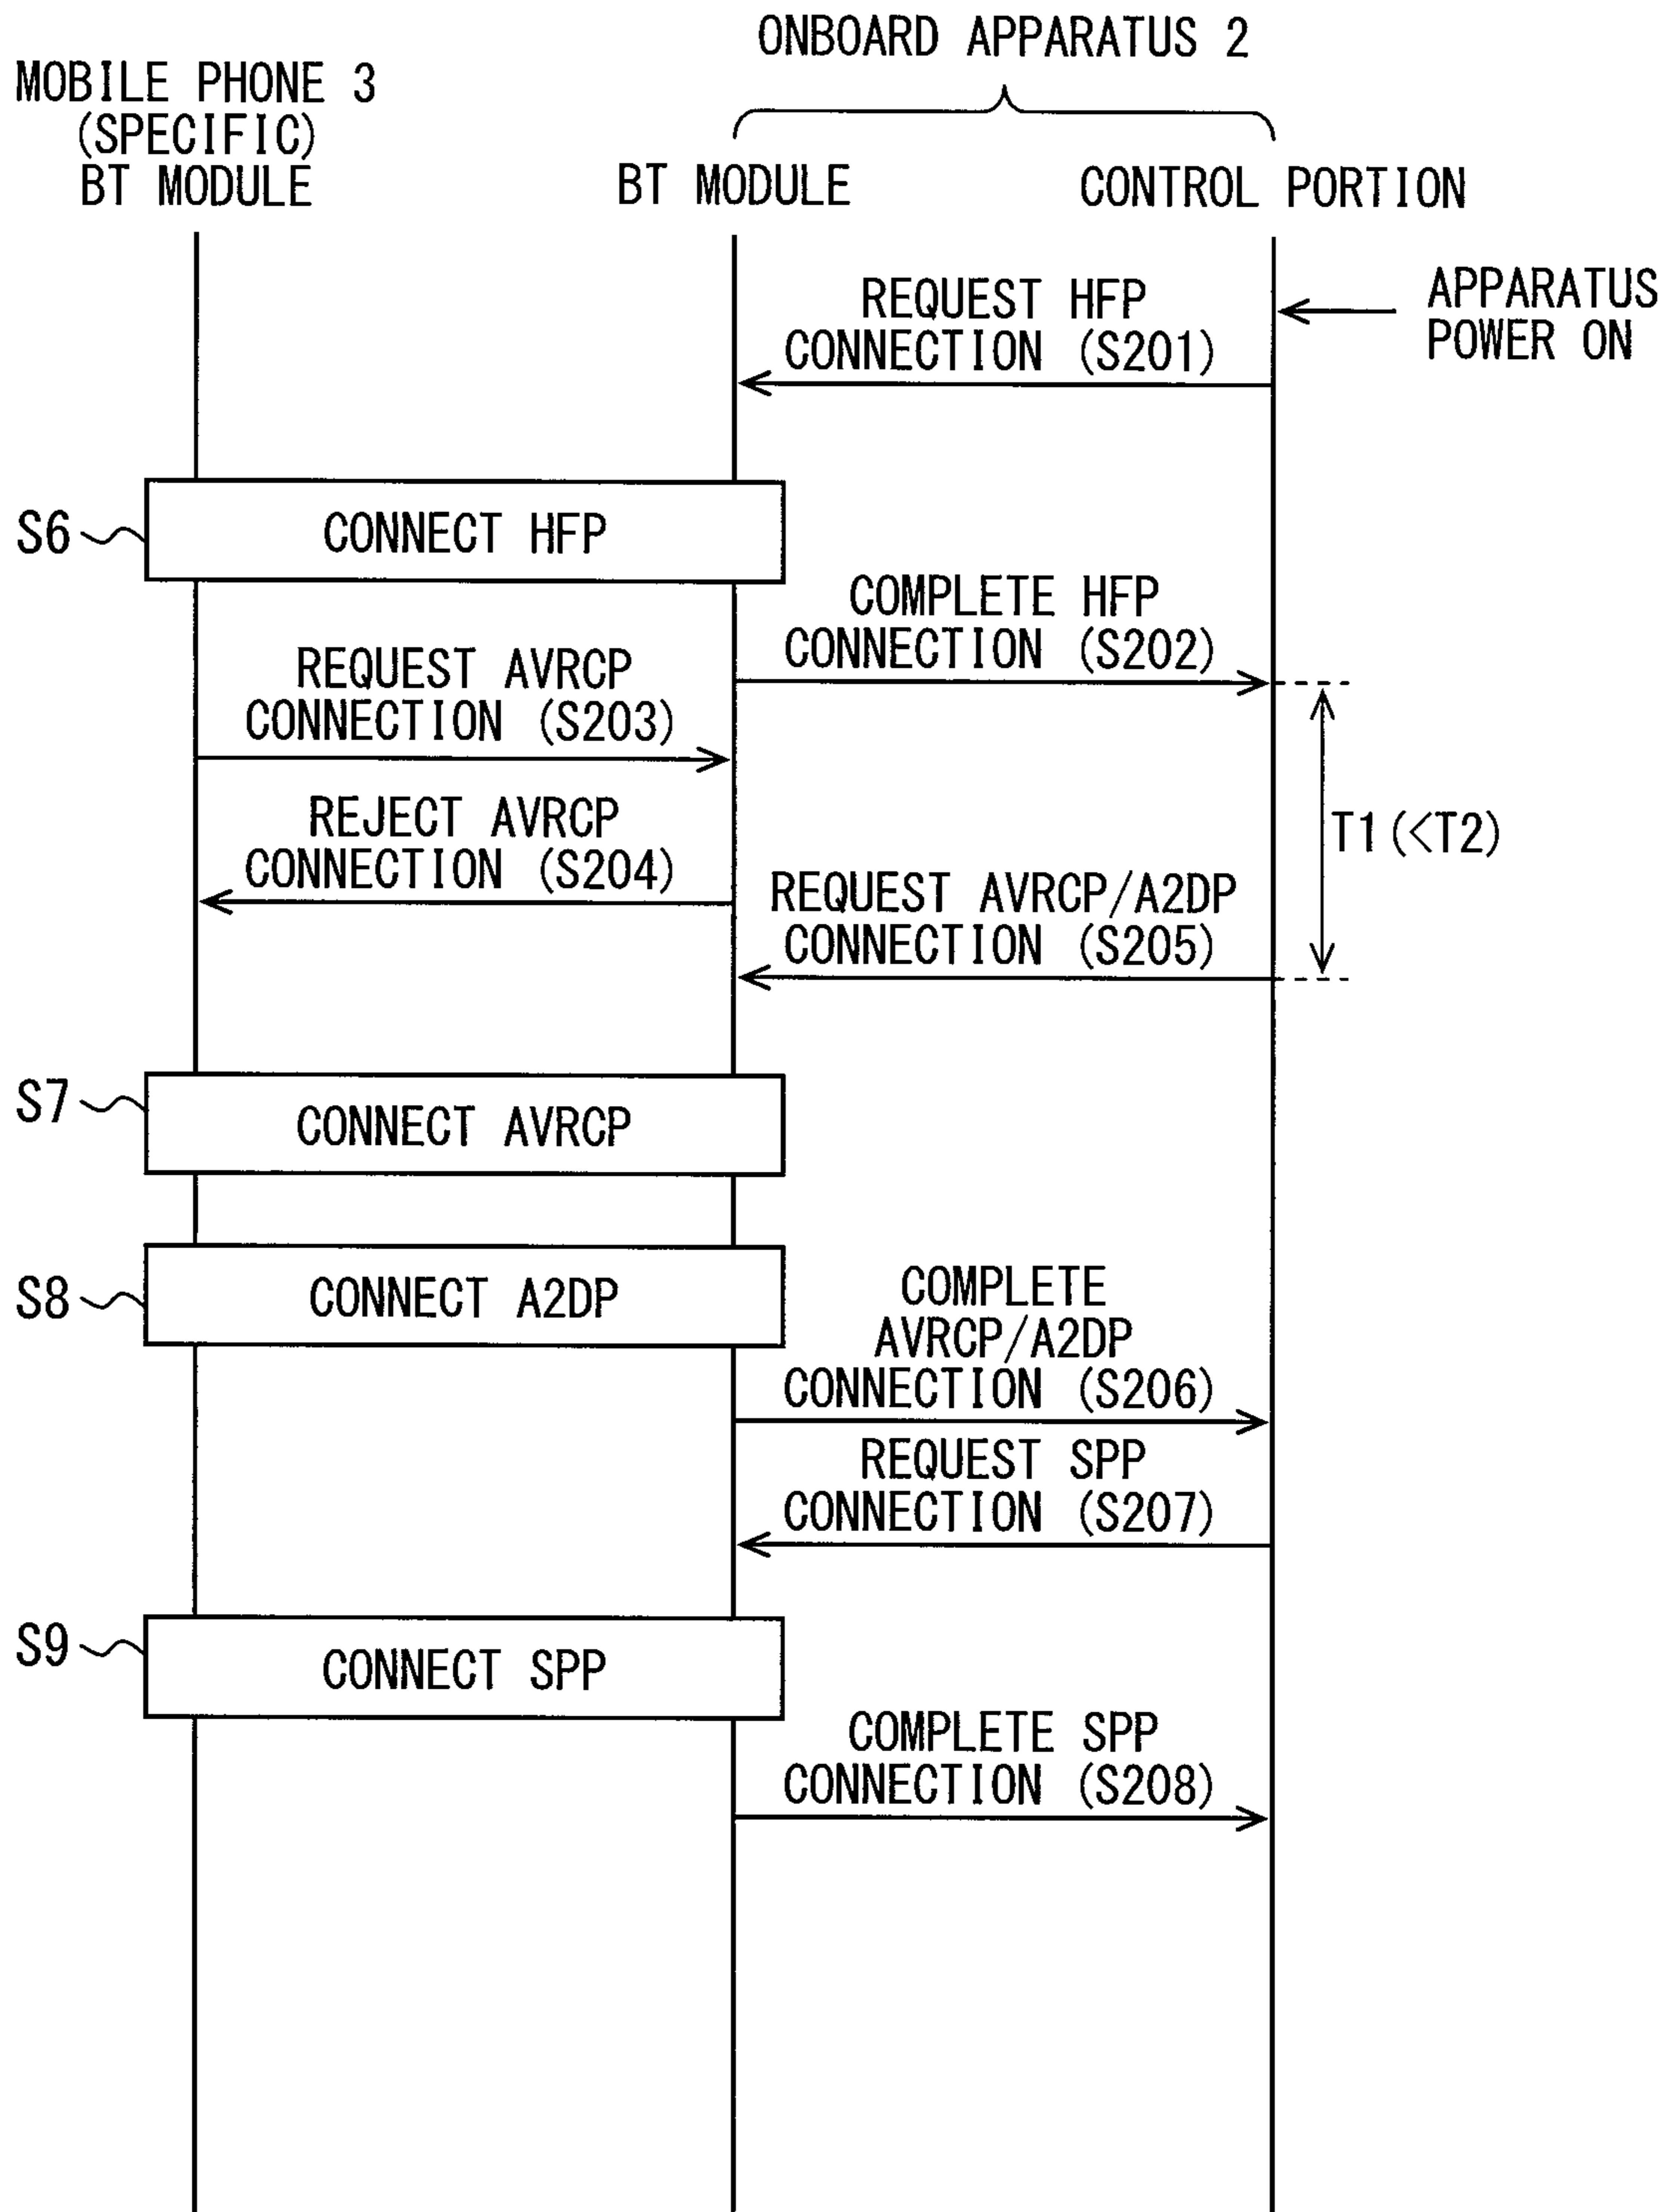 ONBOARD APPARATUS 2
MOBILE PHONE 3
(SPECIFIC)
BT MODULE
BT MODULE
CONTROL PORTION
APPARATUS
POWER ON
REQUEST HFP
CONNECTION (S201)
S6
CONNECT HFP
COMPLETE HFP
CONNECTION (S202)
REQUEST AVRCP
CONNECTION (S203)
REJECT AVRCP
CONNECTION (S204)
T1(<T2)
REQUEST AVRCP/A2DP
CONNECTION (S205)
S7
CONNECT AVRCP
S8
CONNECT A2DP
COMPLETE
AVRCP/A2DP
CONNECTION (S206)
REQUEST SPP
CONNECTION (S207)
S9
CONNECT SPP
COMPLETE SPP
CONNECTION (S208)